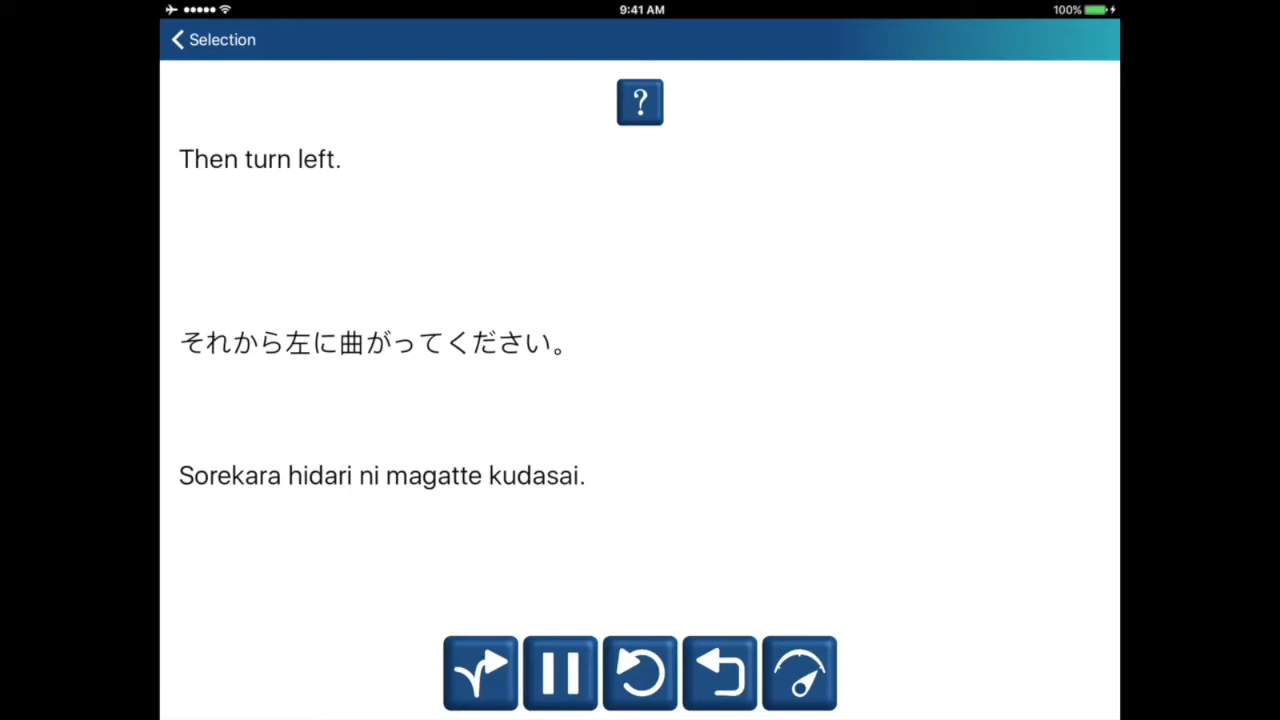 9:41 AM
100%
Selection
?
Then turn left.
それから左に曲がってください。
Sorekara hidari ni magatte kudasai.